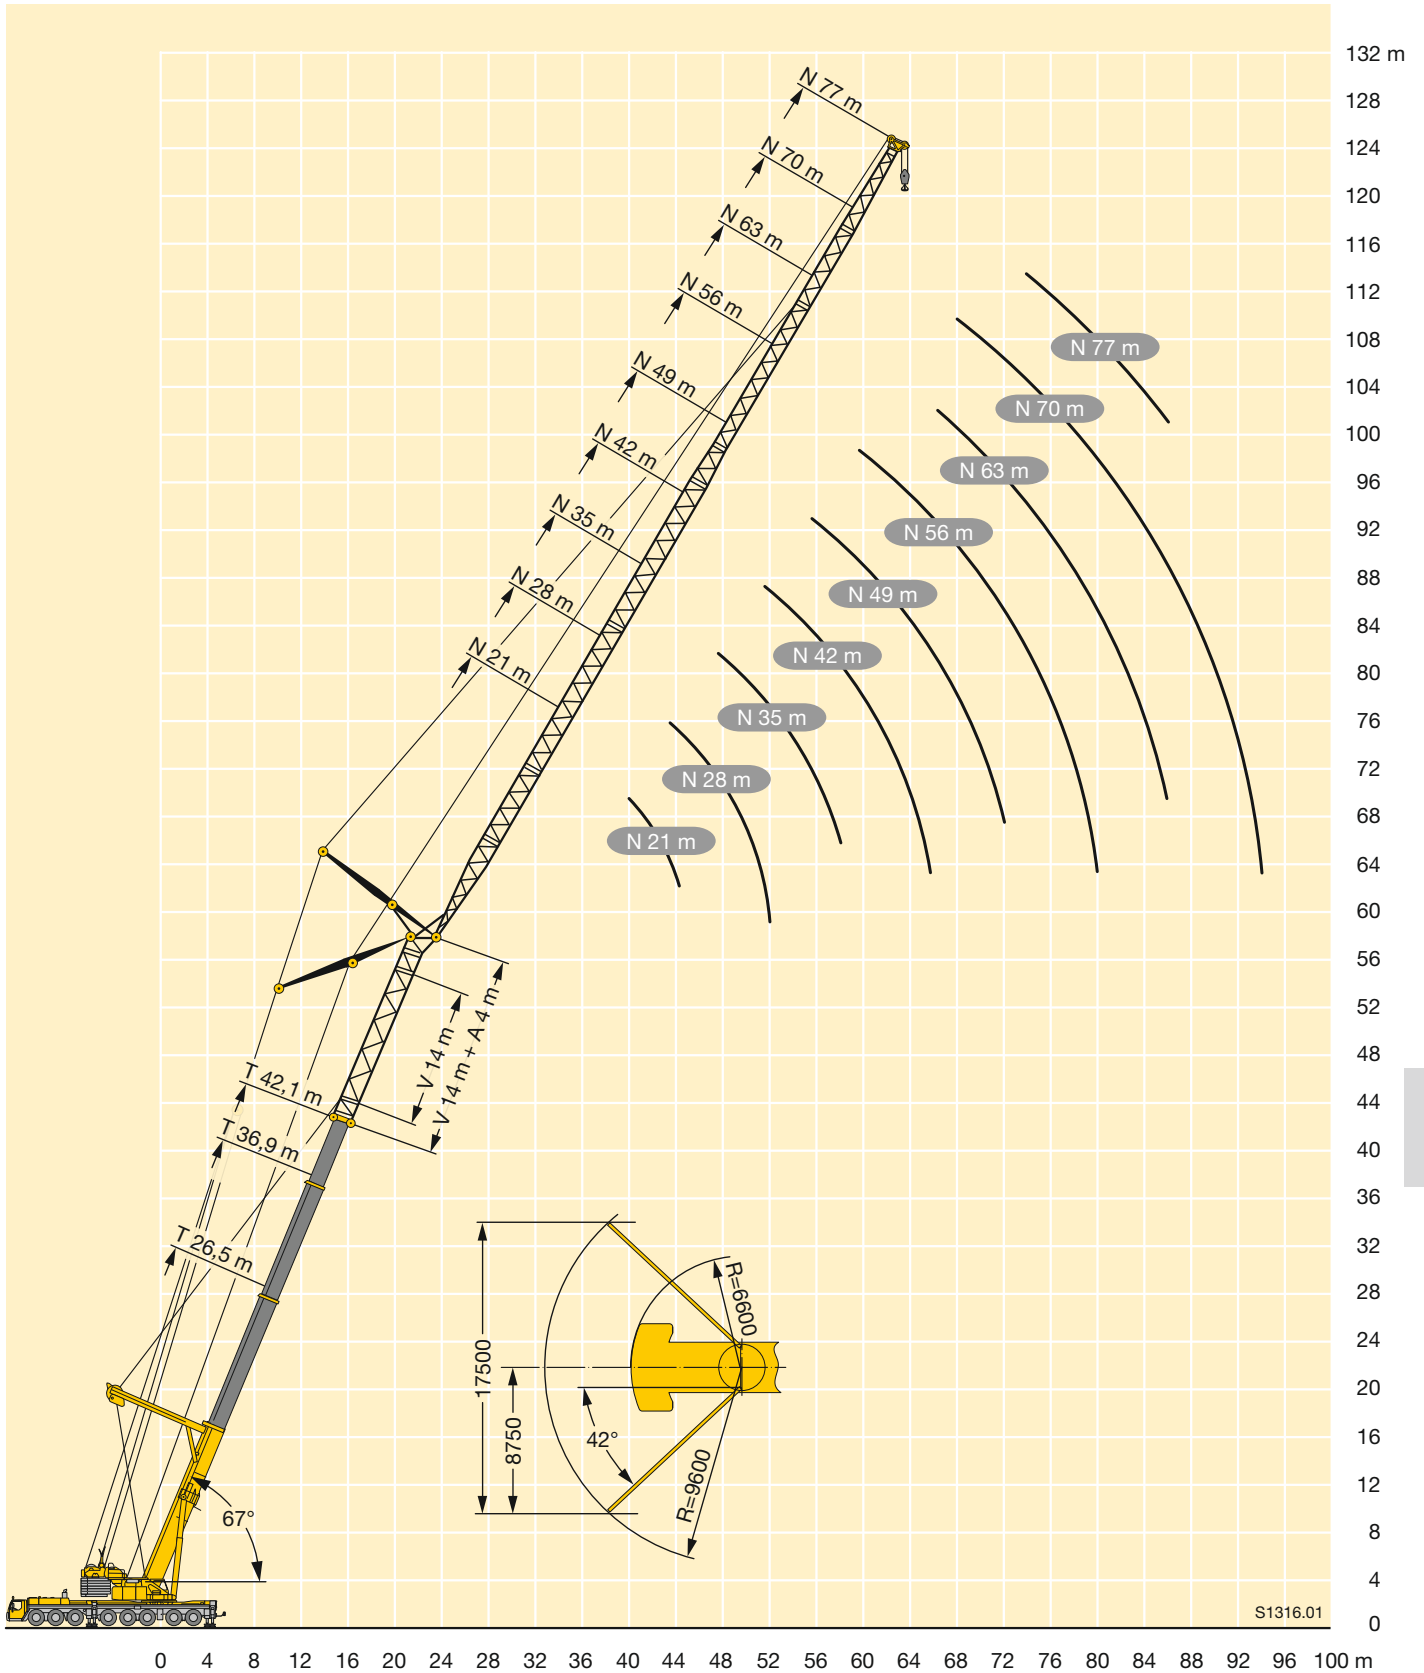 132 m
128
124
120
116
112
108
104
100
96
92
88
84
80
76
72
68
64
60
56
52
48
44
40
36
32
28
24
20
16
12
8
4
0
N 77 m
N 70 m
N 63 m
N 56 m
N 49 m
N 42 m
N 35 m
N 28 m
N 21 m
N 77 m
N 70 m
N 63 m
N 56 m
N 49 m
N 42 m
N 35 m
N 28 m
N 21 m
V 14 m
V 14 m + A 4 m
T 42,1 m
T 36,9 m
T 26,5 m
67°
17500
8750
42°
R=6600
R=9600
S1316.01
0 4 8 12 16 20 24 28 32 36 40 44 48 52 56 60 64 68 72 76 80 84 88 92 96 100 m